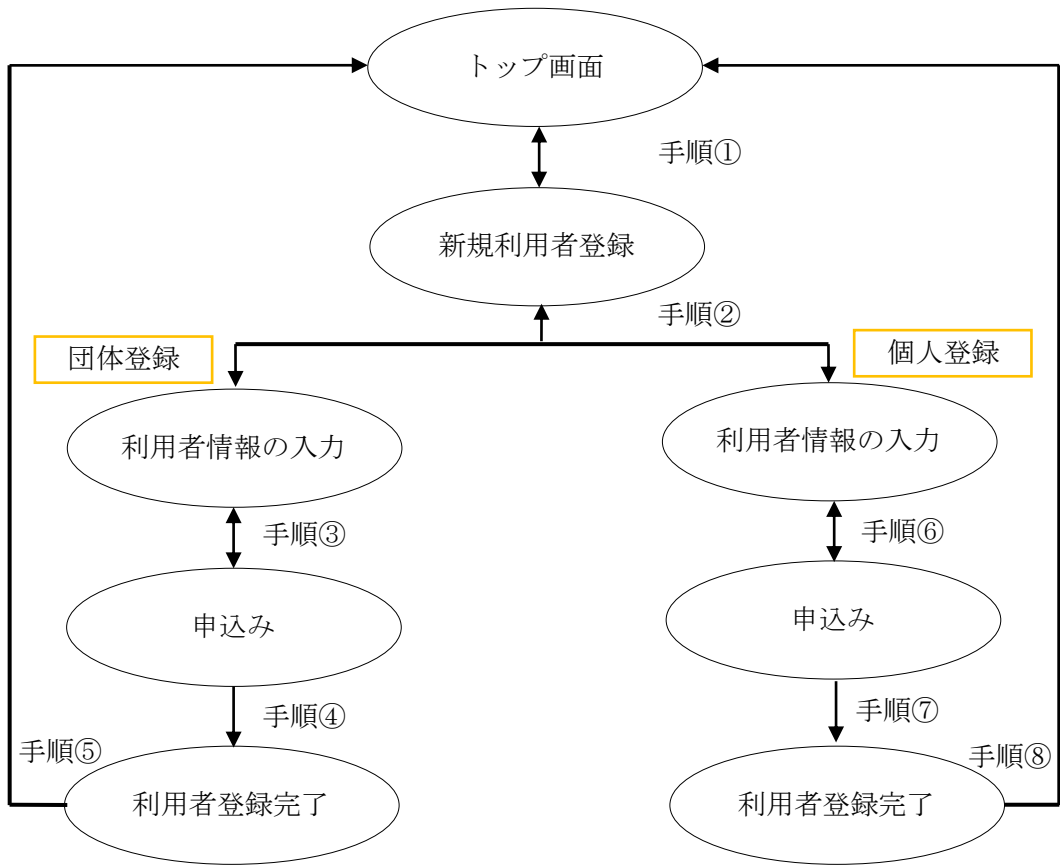 トップ画面
手順①
新規利用者登録
手順②
団体登録
個人登録
利用者情報の入力
利用者情報の入力
手順③
手順⑥
申込み
申込み
手順④
手順⑦
手順⑤
手順⑧
利用者登録完了
利用者登録完了